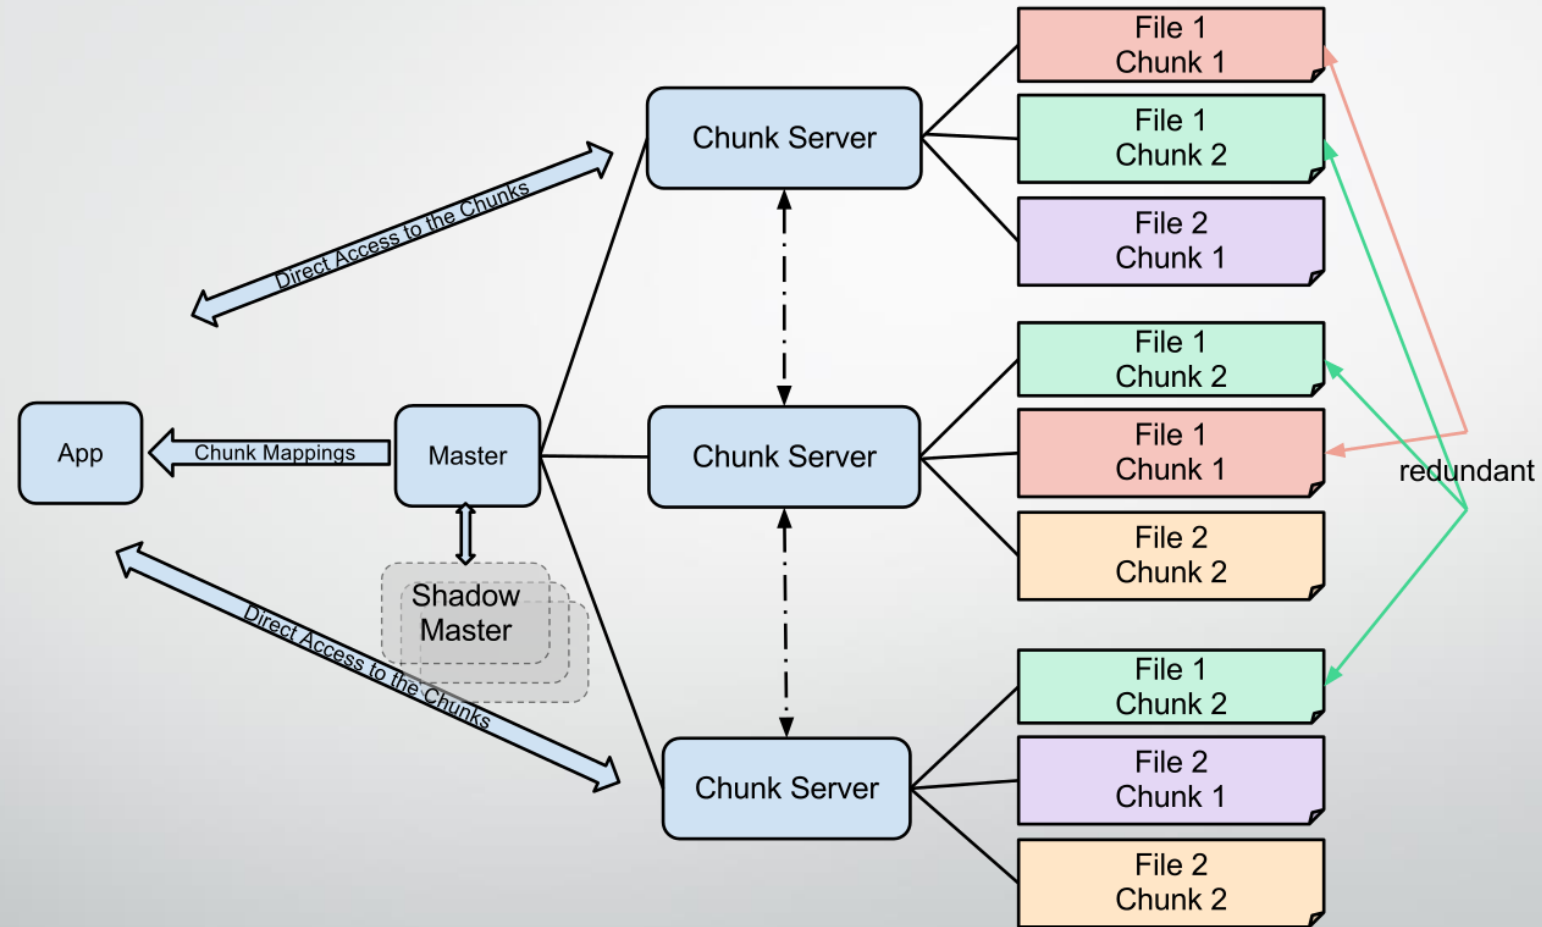 File 1
Chunk 1
File 1
Chunk 2
File 2
Chunk 1
Chunk Server
Direct Access to the Chunks
File 1
Chunk 2
File 1
Chunk 1
File 2
Chunk 2
redundant
App
Chunk Mappings
Master
Chunk Server
Shadow
Master
Direct Access to the Chunks
Chunk Server
File 1
Chunk 2
File 2
Chunk 1
File 2
Chunk 2